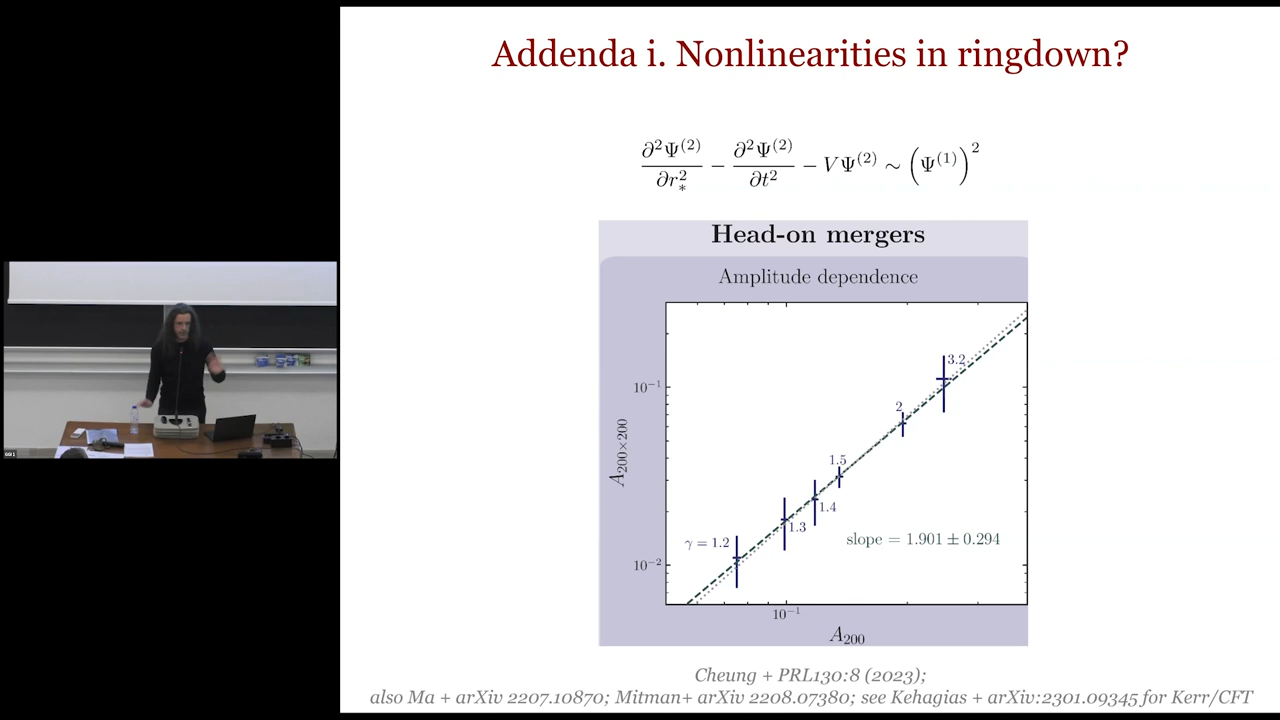 Addenda i. Nonlinearities in ringdown?
∂²Ψ⁽²⁾/∂r*² − ∂²Ψ⁽²⁾/∂t² − VΨ⁽²⁾ ∼ (Ψ⁽¹⁾)²
Head-on mergers
Amplitude dependence
3.2
10⁻¹
2
1.5
A₂₀₀ₓ₂₀₀
1.4
1.3
γ = 1.2
slope = 1.901 ± 0.294
10⁻²
10⁻¹
A₂₀₀
Cheung + PRL130:8 (2023);
also Ma + arXiv 2207.10870; Mitman+ arXiv 2208.07380; see Kehagias + arXiv:2301.09345 for Kerr/CFT